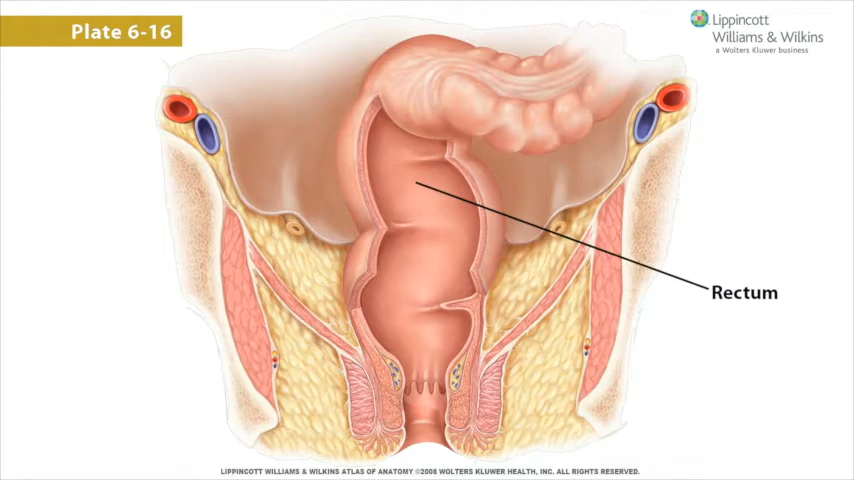 Plate 6-16
Lippincott
Williams & Wilkins
a Wolters Kluwer business
Rectum
LIPPINCOTT WILLIAMS & WILKINS ATLAS OF ANATOMY ©2008 WOLTERS KLUWER HEALTH, INC. ALL RIGHTS RESERVED.